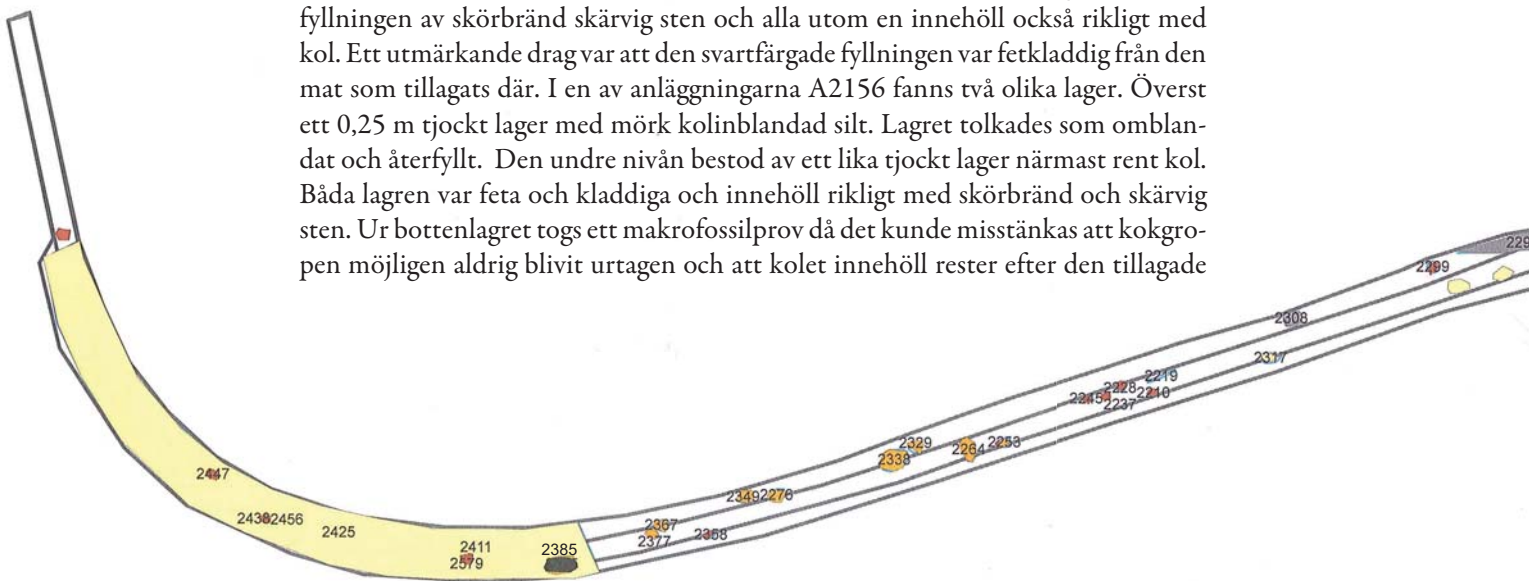 fyllningen av skörbränd skärvig sten och alla utom en innehöll också rikligt med
kol. Ett utmärkande drag var att den svartfärgade fyllningen var fetkladdig från den
mat som tillagats där. I en av anläggningarna A2156 fanns två olika lager. Överst
ett 0,25 m tjockt lager med mörk kolinblandad silt. Lagret tolkades som omblan-
dat och återfyllt. Den undre nivån bestod av ett lika tjockt lager närmast rent kol.
Båda lagren var feta och kladdiga och innehöll rikligt med skörbränd och skärvig
sten. Ur bottenlagret togs ett makrofossilprov då det kunde misstänkas att kokgro-
pen möjligen aldrig blivit urtagen och att kolet innehöll rester efter den tillagade
229
2299
2308
2317
2219
2228
2245 2210
2237
2329
2253
2264
2338
2349 2276
2367
2377 2358
2447
2438 2456
2425
2411
2579
2385